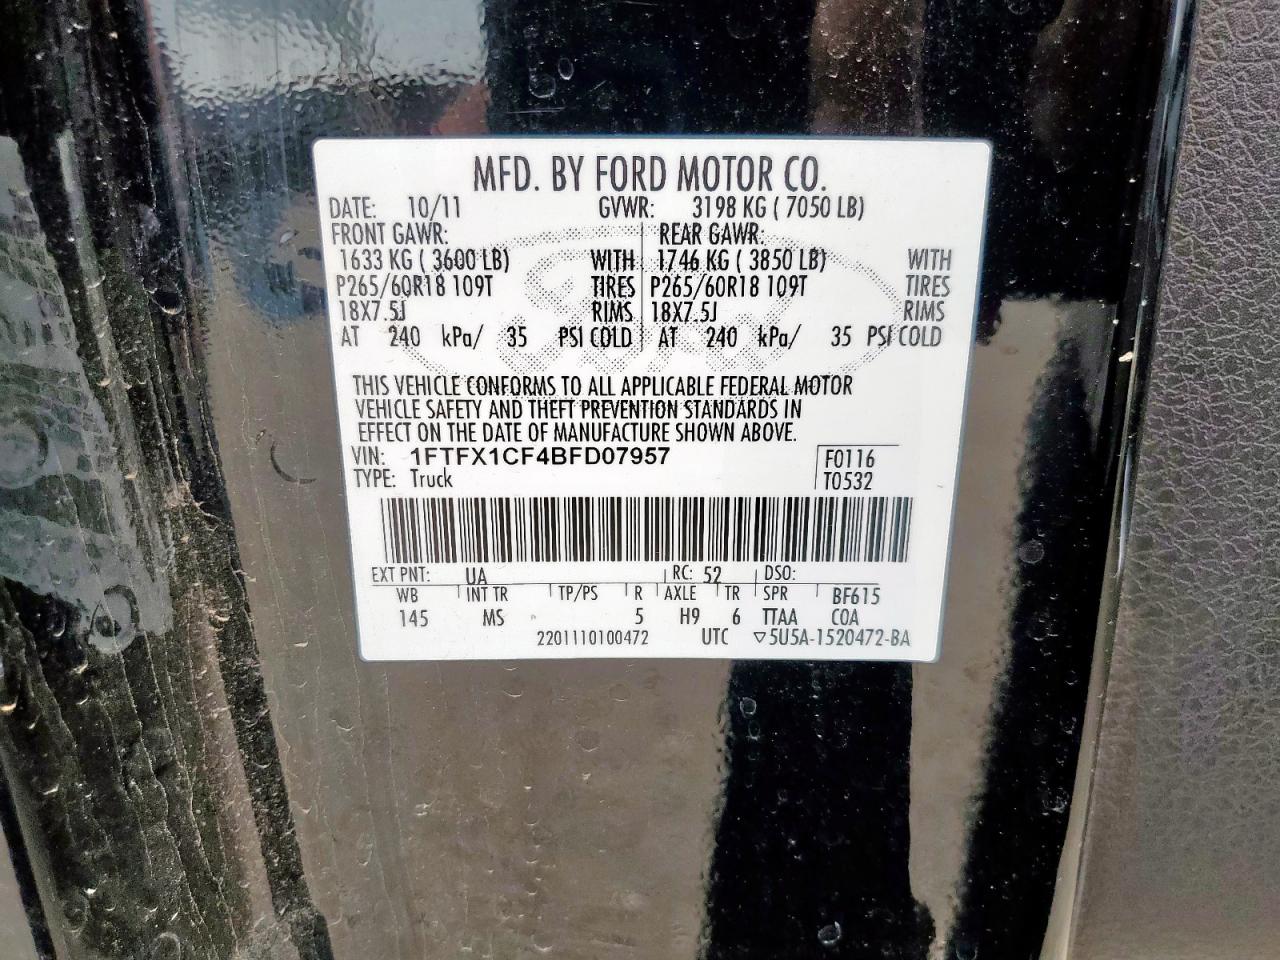 MFD. BY FORD MOTOR CO.
DATE: 10/11 GVWR: 3198 KG ( 7050 LB)
FRONT GAWR: REAR GAWR:
1633 KG ( 3600 LB) WITH 1746 KG ( 3850 LB) WITH
P265/60R18 109T TIRES P265/60R18 109T TIRES
18X7.5J RIMS 18X7.5J RIMS
AT 240 kPa/ 35 PSI COLD AT 240 kPa/ 35 PSI COLD
THIS VEHICLE CONFORMS TO ALL APPLICABLE FEDERAL MOTOR
VEHICLE SAFETY AND THEFT PREVENTION STANDARDS IN
EFFECT ON THE DATE OF MANUFACTURE SHOWN ABOVE.
VIN: 1FTFX1CF4BFD07957 F0116
TYPE: Truck T0532
EXT PNT: UA RC: 52 DSO:
WB INT TR TP/PS R AXLE TR SPR BF615
145 MS 5 H9 6 TTAA COA
2201110100472 UTC ▽5U5A-1520472-BA